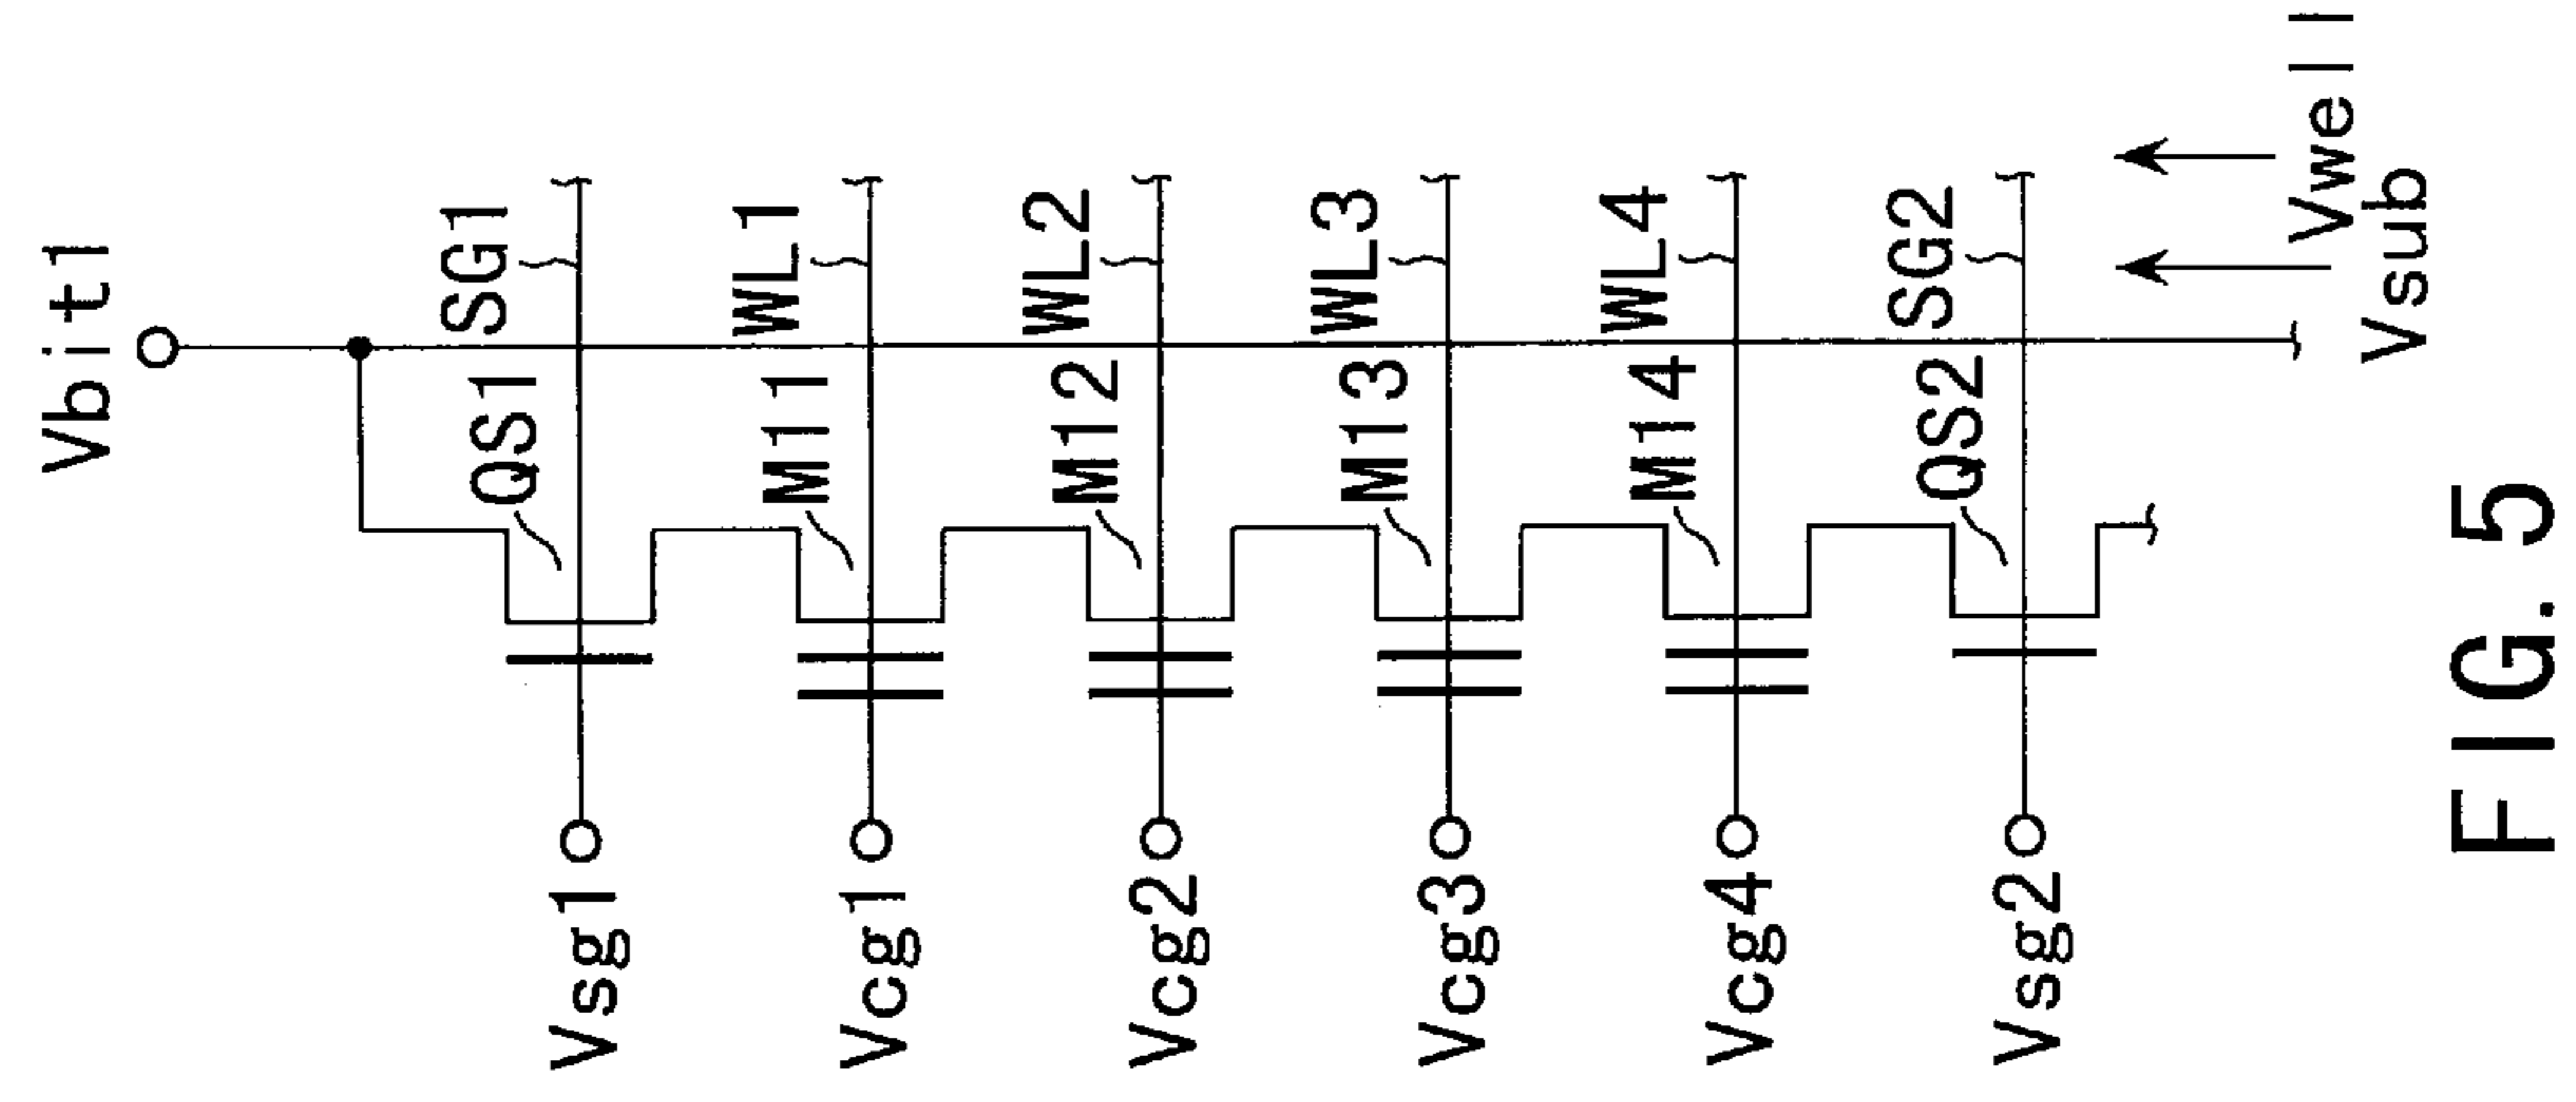 Vbit1
QS1 SG1
Vsg1
M11 WL1
Vcg1
M12 WL2
Vcg2
M13 WL3
Vcg3
M14 WL4
Vcg4
QS2 SG2
Vsg2
Vwell
Vsub
FIG. 5